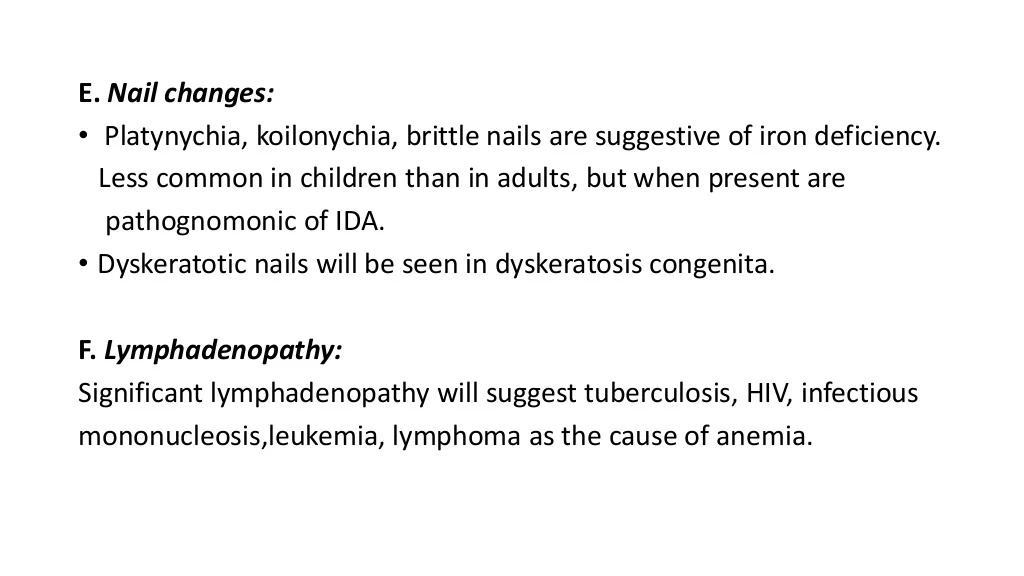 E. Nail changes:
• Platynychia, koilonychia, brittle nails are suggestive of iron deficiency.
Less common in children than in adults, but when present are
pathognomonic of IDA.
• Dyskeratotic nails will be seen in dyskeratosis congenita.
F. Lymphadenopathy:
Significant lymphadenopathy will suggest tuberculosis, HIV, infectious
mononucleosis,leukemia, lymphoma as the cause of anemia.